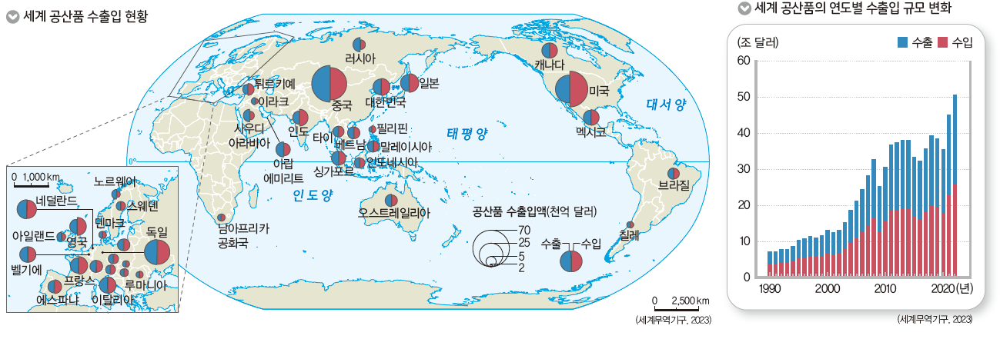 세계 공산품 수출입 현황
러시아
튀르키예
이라크
사우디
아라비아
인도
중국
대한민국
동해
일본
타이
베트남
필리핀
말레이시아
싱가포르
인도네시아
아랍
에미리트
0°
인도양
태평양
대서양
캐나다
미국
멕시코
브라질
칠레
오스트레일리아
남아프리카
공화국
공산품 수출입액(천억 달러)
70
25
5
2
수출
수입
0 2,500 km
(세계무역기구, 2023)
0 1,000 km
노르웨이
네덜란드
스웨덴
덴마크
아일랜드
영국
독일
벨기에
프랑스
루마니아
에스파냐
이탈리아
세계 공산품의 연도별 수출입 규모 변화
(조 달러)
수출 수입
60
50
40
30
20
10
0
1990 2000 2010 2020(년)
(세계무역기구, 2023)